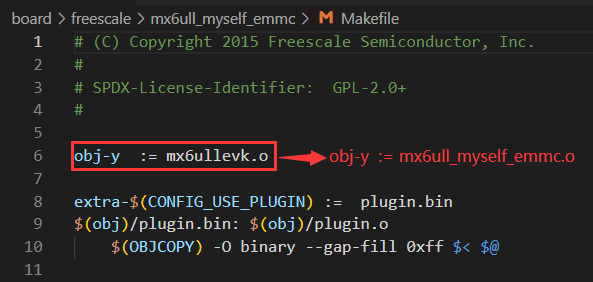 board > freescale > mx6ull_myself_emmc > M Makefile
1 # (C) Copyright 2015 Freescale Semiconductor, Inc.
2 #
3 # SPDX-License-Identifier:  GPL-2.0+
4 #
5
6 obj-y  := mx6ullevk.o obj-y := mx6ull_myself_emmc.o
7
8 extra-$(CONFIG_USE_PLUGIN) :=  plugin.bin
9 $(obj)/plugin.bin: $(obj)/plugin.o
10     $(OBJCOPY) -O binary --gap-fill 0xff $< $@
11